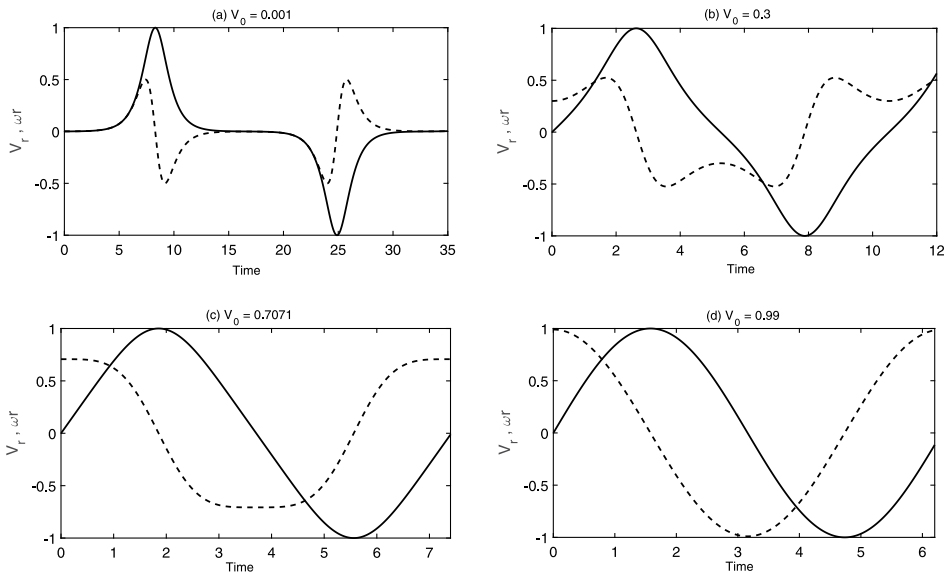 (a) V0 = 0.001
1
0.5
0
-0.5
-1
Vr , ωr
0 5 10 15 20 25 30 35
Time
(b) V0 = 0.3
1
0.5
0
-0.5
-1
Vr , ωr
0 2 4 6 8 10 12
Time
(c) V0 = 0.7071
1
0.5
0
-0.5
-1
Vr , ωr
0 1 2 3 4 5 6 7
Time
(d) V0 = 0.99
1
0.5
0
-0.5
-1
Vr , ωr
0 1 2 3 4 5 6
Time